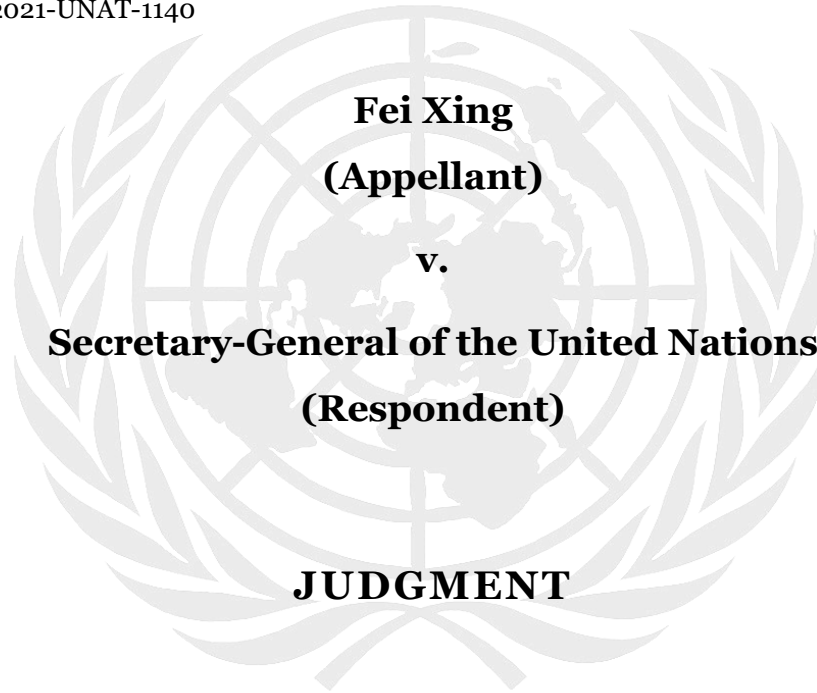 2021-UNAT-1140
Fei Xing
(Appellant)
v.
Secretary-General of the United Nations
(Respondent)
JUDGMENT